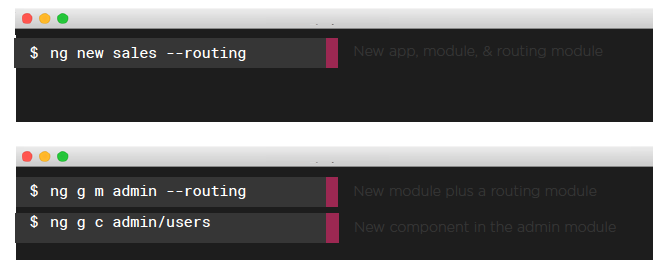 $ ng new sales --routing
New app, module, & routing module
$ ng g m admin --routing
New module plus a routing module
$ ng g c admin/users
New component in the admin module